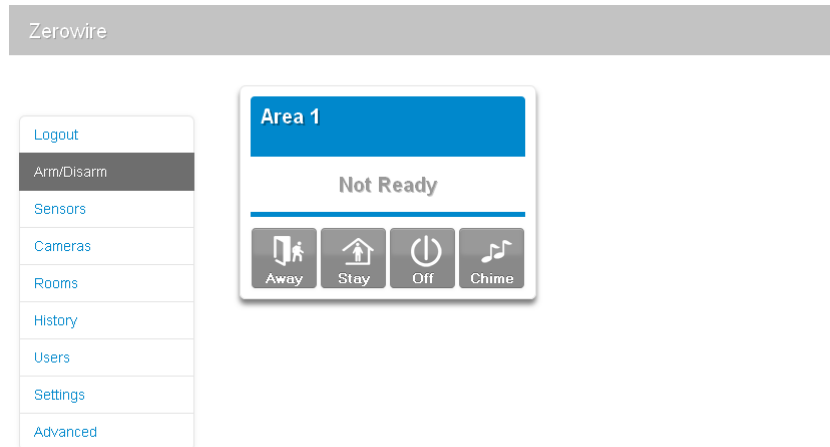 Zerowire
Logout
Arm/Disarm
Sensors
Cameras
Rooms
History
Users
Settings
Advanced
Area 1
Not Ready
Away Stay Off Chime